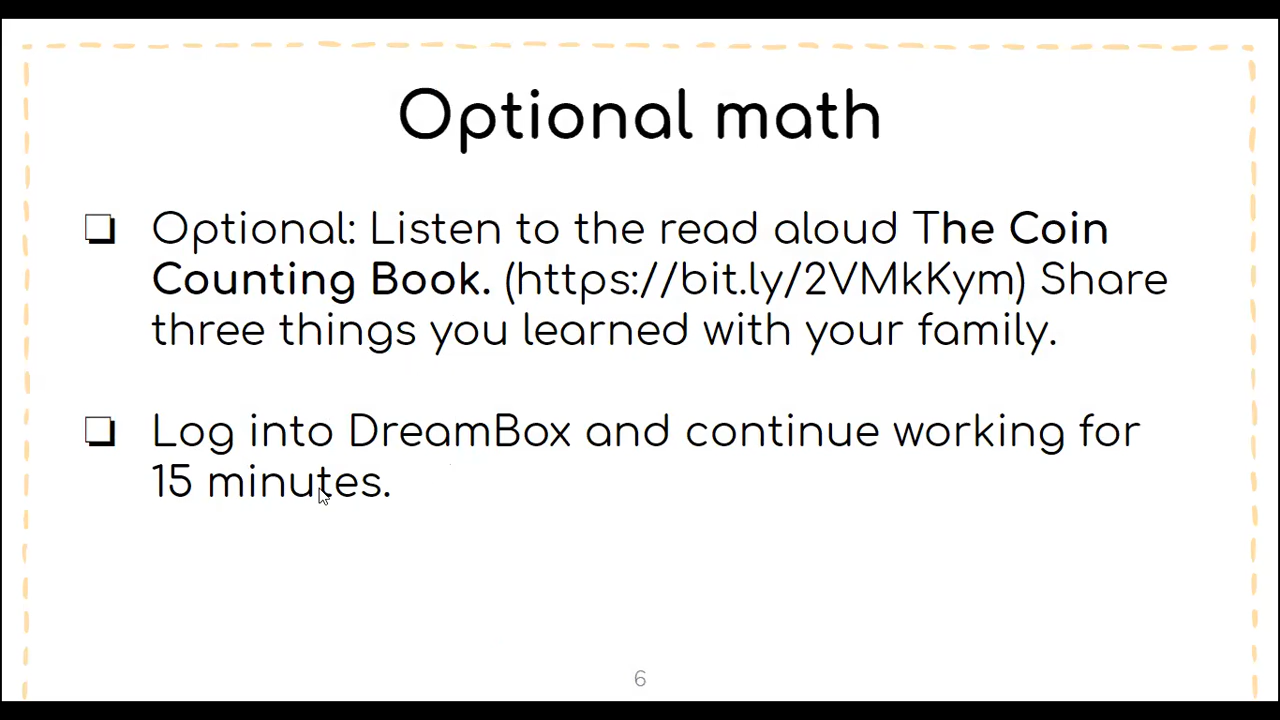 Optional math
Optional: Listen to the read aloud The Coin
Counting Book. (https://bit.ly/2VMkKym) Share
three things you learned with your family.
Log into DreamBox and continue working for
15 minutes.
6